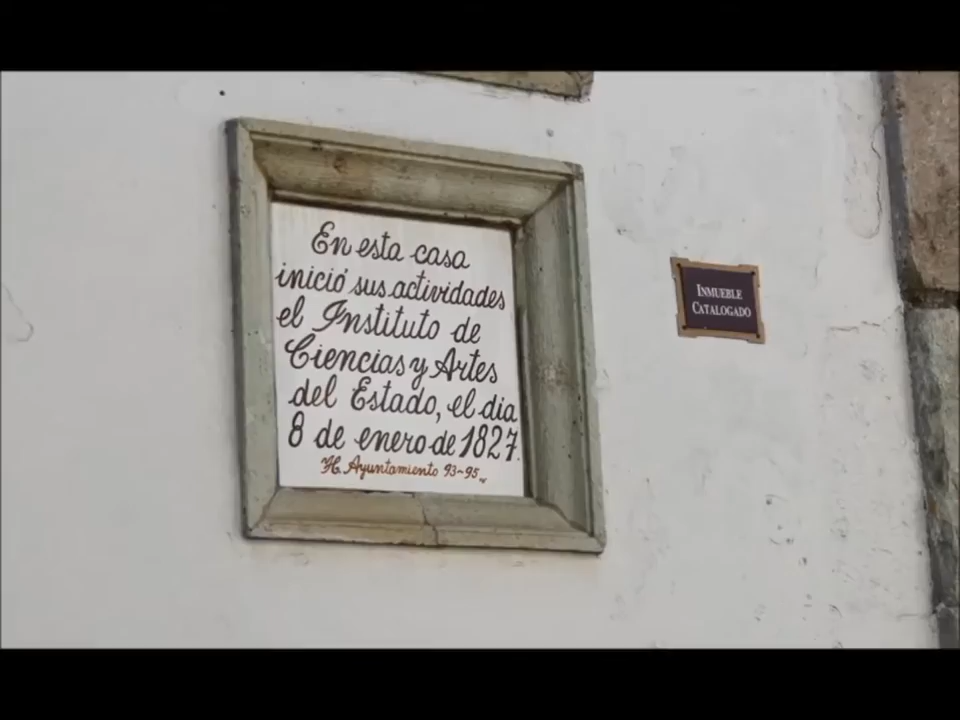 En esta casa
inició sus actividades
el Instituto de
Ciencias y Artes
del Estado, el dia
8 de enero de 1827.
H. Ayuntamiento 93-95
INMUEBLE
CATALOGADO